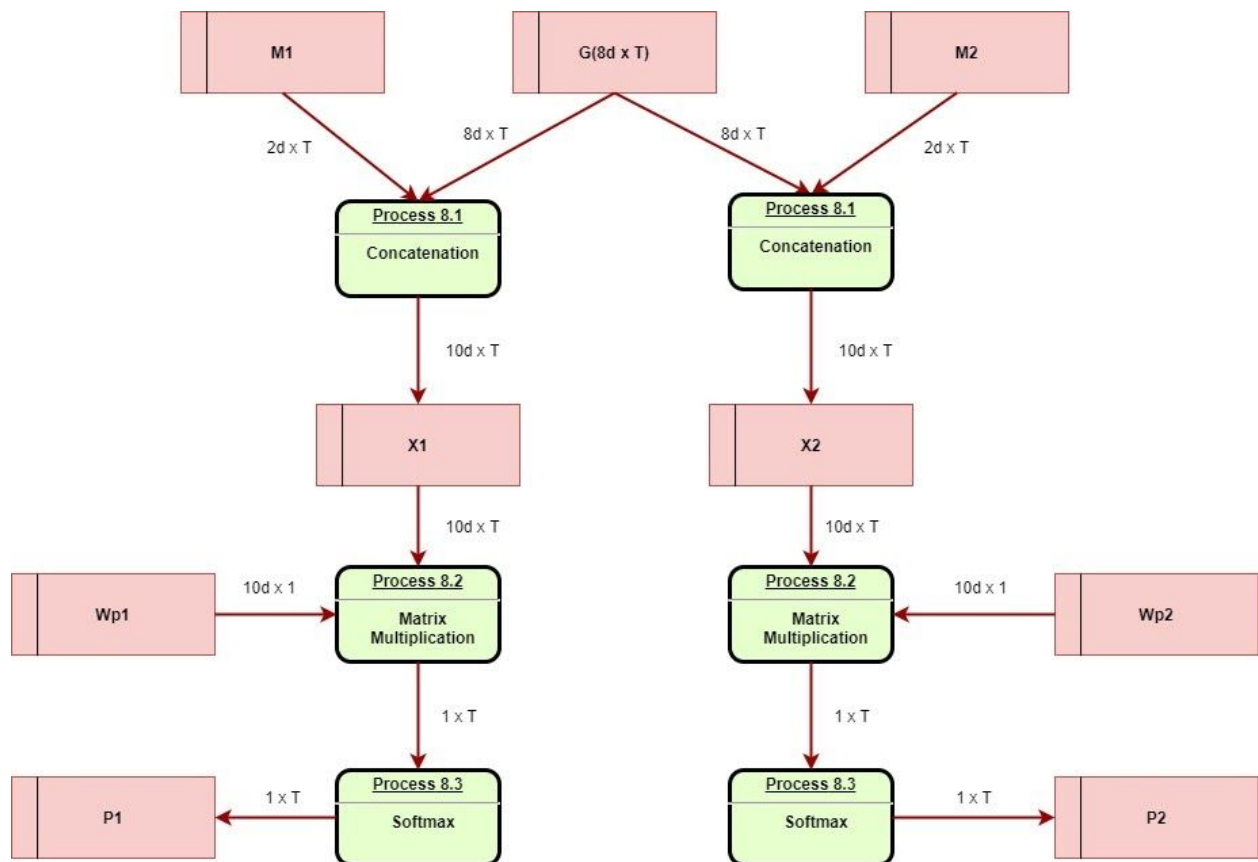 M1
G(8d x T)
M2
2d x T
8d x T
8d x T
2d x T
Process 8.1
Concatenation
Process 8.1
Concatenation
10d x T
10d x T
X1
X2
10d x T
10d x T
Wp1
10d x 1
Process 8.2
Matrix
Multiplication
Process 8.2
Matrix
Multiplication
10d x 1
Wp2
1 x T
1 x T
P1
1 x T
Process 8.3
Softmax
Process 8.3
Softmax
1 x T
P2